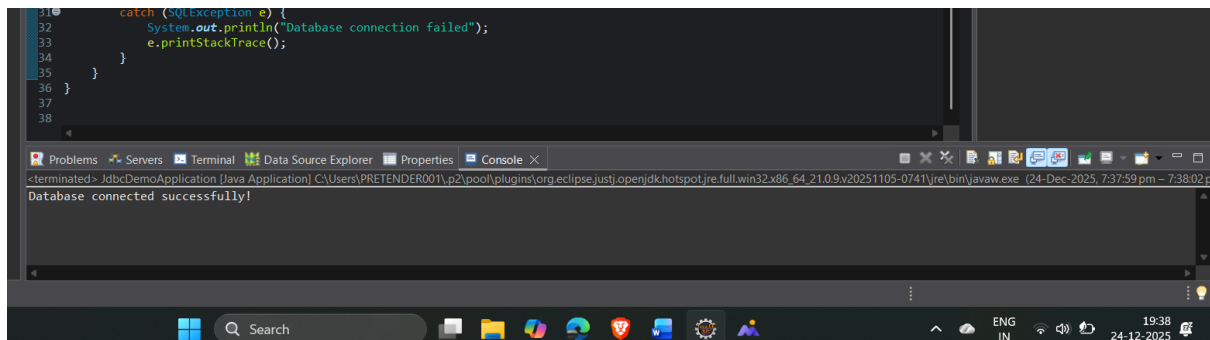 31 catch (SQLException e) {
32 System.out.println("Database connection failed");
33 e.printStackTrace();
34 }
35 }
36 }
37
38
Problems Servers Terminal Data Source Explorer Properties Console
<terminated> JdbcDemoApplication [Java Application] C:\Users\PRETENDER001\.p2\pool\plugins\org.eclipse.justj.openjdk.hotspot.jre.full.win32.x86_64_21.0.9.v20251105-0741\jre\bin\javaw.exe (24-Dec-2025, 7:37:59 pm – 7:38:02 p
Database connected successfully!
Search
ENG
IN
19:38
24-12-2025